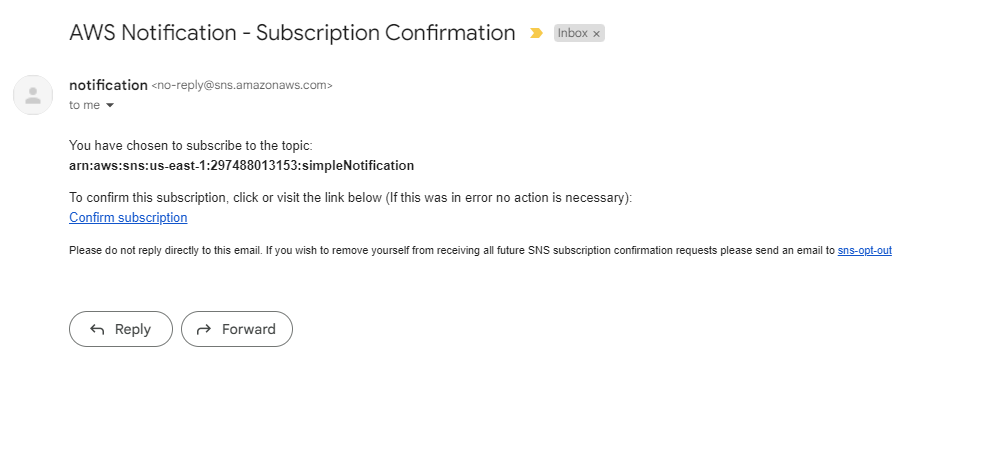 AWS Notification - Subscription Confirmation Inbox ×
notification <no-reply@sns.amazonaws.com>
to me
You have chosen to subscribe to the topic:
arn:aws:sns:us-east-1:297488013153:simpleNotification
To confirm this subscription, click or visit the link below (If this was in error no action is necessary):
Confirm subscription
Please do not reply directly to this email. If you wish to remove yourself from receiving all future SNS subscription confirmation requests please send an email to sns-opt-out
Reply Forward